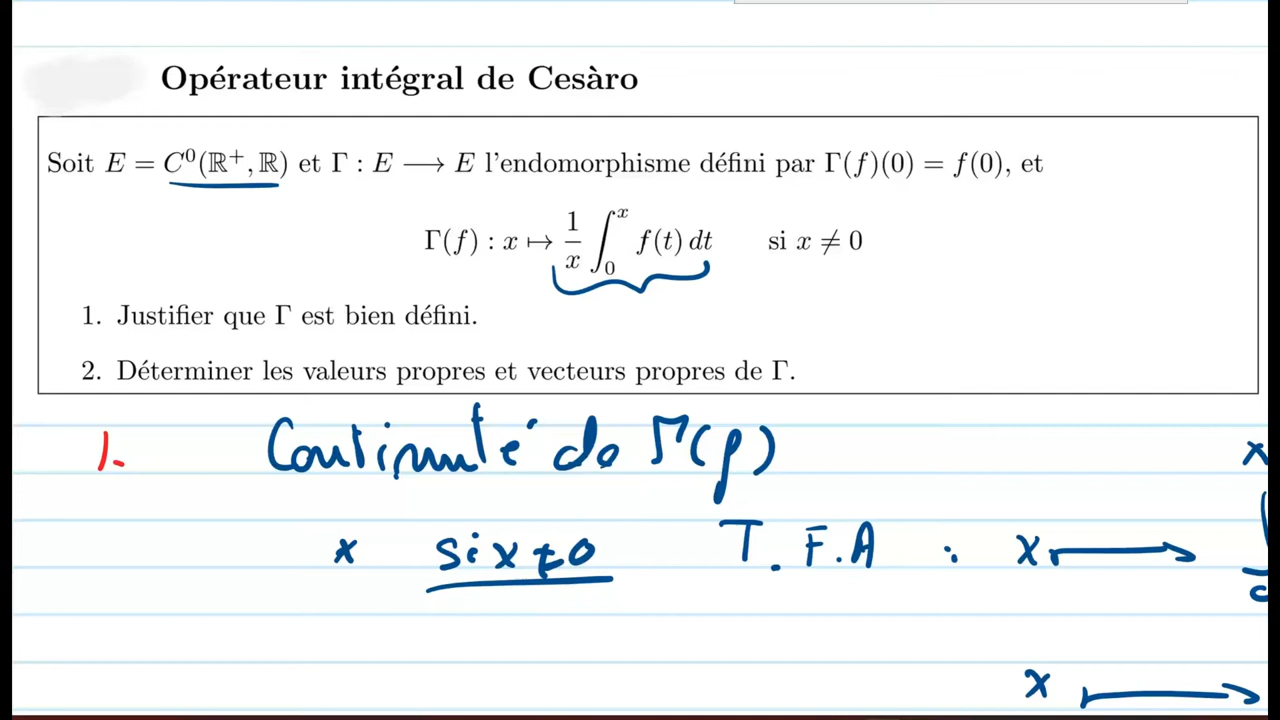 Opérateur intégral de Cesàro
Soit E = C⁰(ℝ⁺, ℝ) et Γ : E ⟶ E l'endomorphisme défini par Γ(f)(0) = f(0), et
Γ(f) : x ↦ 1/x ∫₀ˣ f(t) dt si x ≠ 0
1. Justifier que Γ est bien défini.
2. Déterminer les valeurs propres et vecteurs propres de Γ.
1. Continuité de Γ(f)
* si x ≠ 0 T.F.A : x ⟼
x ⟼